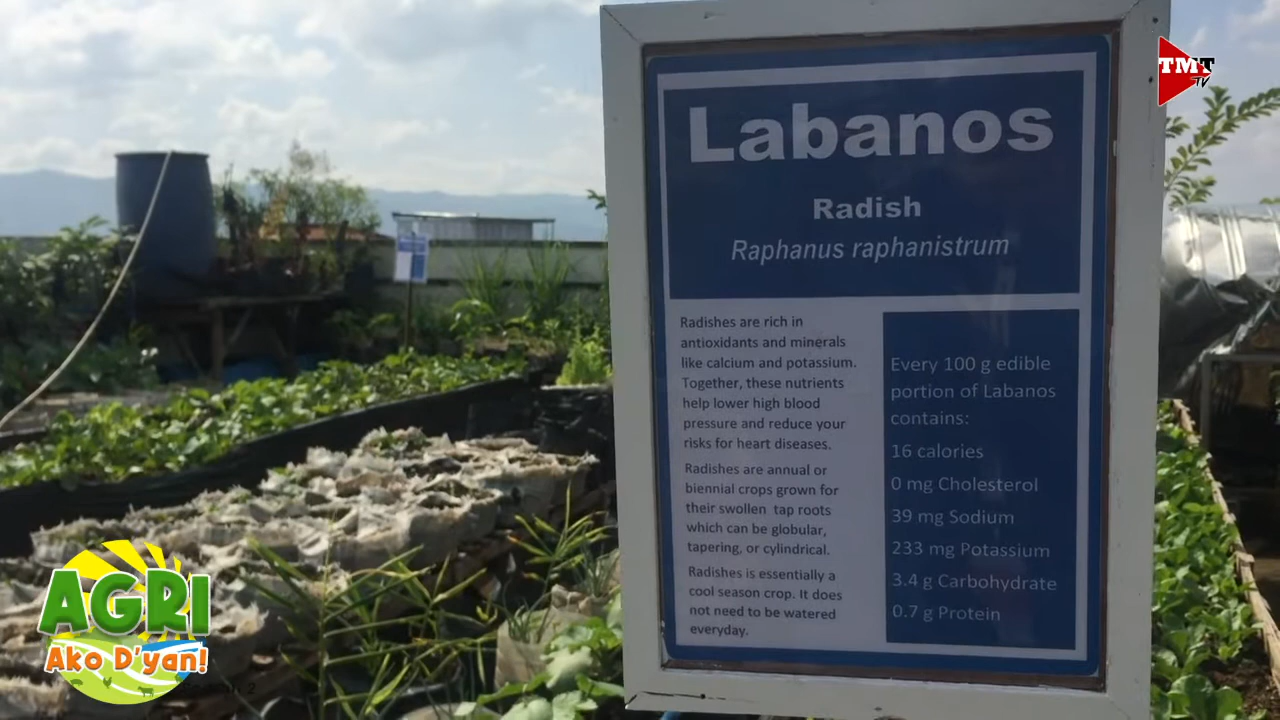 TMT
TV
Labanos
Radish
Raphanus raphanistrum
Radishes are rich in
antioxidants and minerals
like calcium and potassium.
Together, these nutrients
help lower high blood
pressure and reduce your
risks for heart diseases.
Radishes are annual or
biennial crops grown for
their swollen tap roots
which can be globular,
tapering, or cylindrical.
Radishes is essentially a
cool season crop. It does
not need to be watered
everyday.
Every 100 g edible
portion of Labanos
contains:
16 calories
0 mg Cholesterol
39 mg Sodium
233 mg Potassium
3.4 g Carbohydrate
0.7 g Protein
AGRI
Ako D'yan!